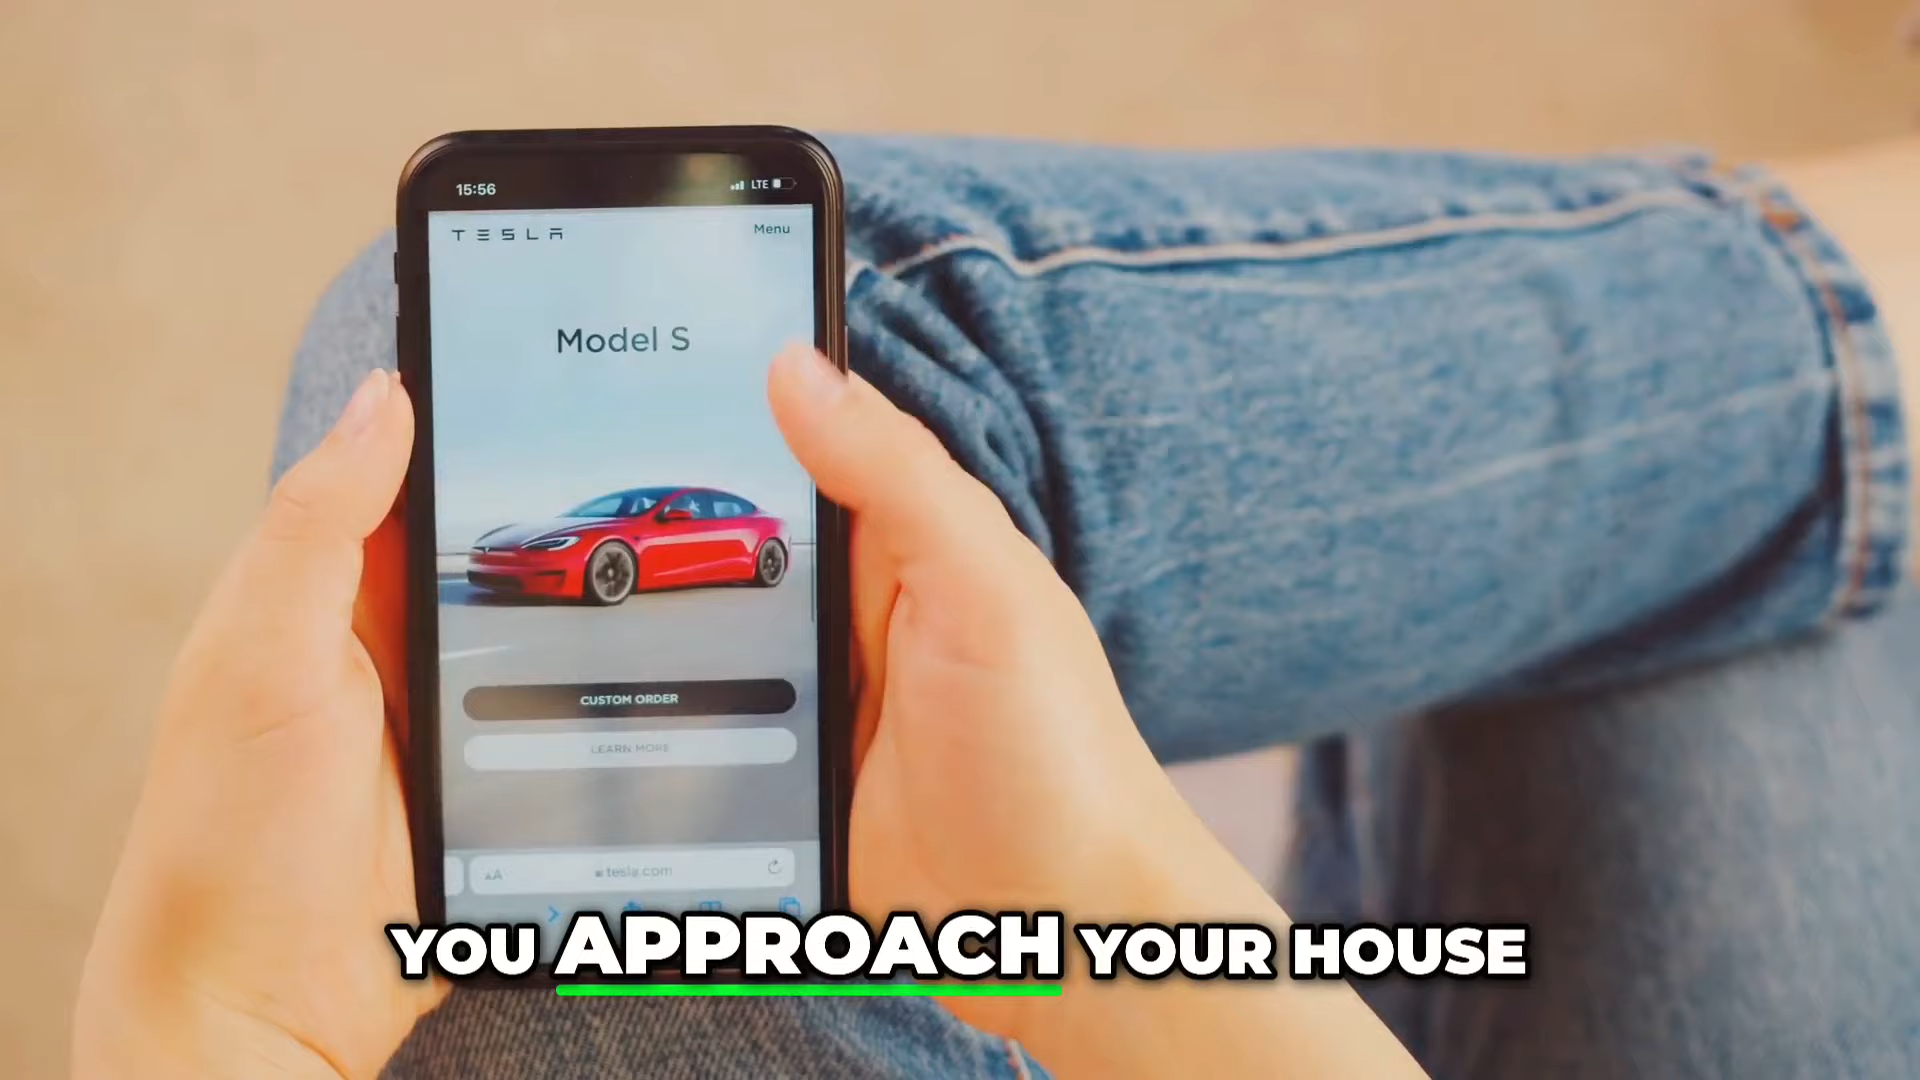 15:56
LTE
TESLA
Menu
Model S
CUSTOM ORDER
LEARN MORE
AA
tesla.com
YOU APPROACH YOUR HOUSE